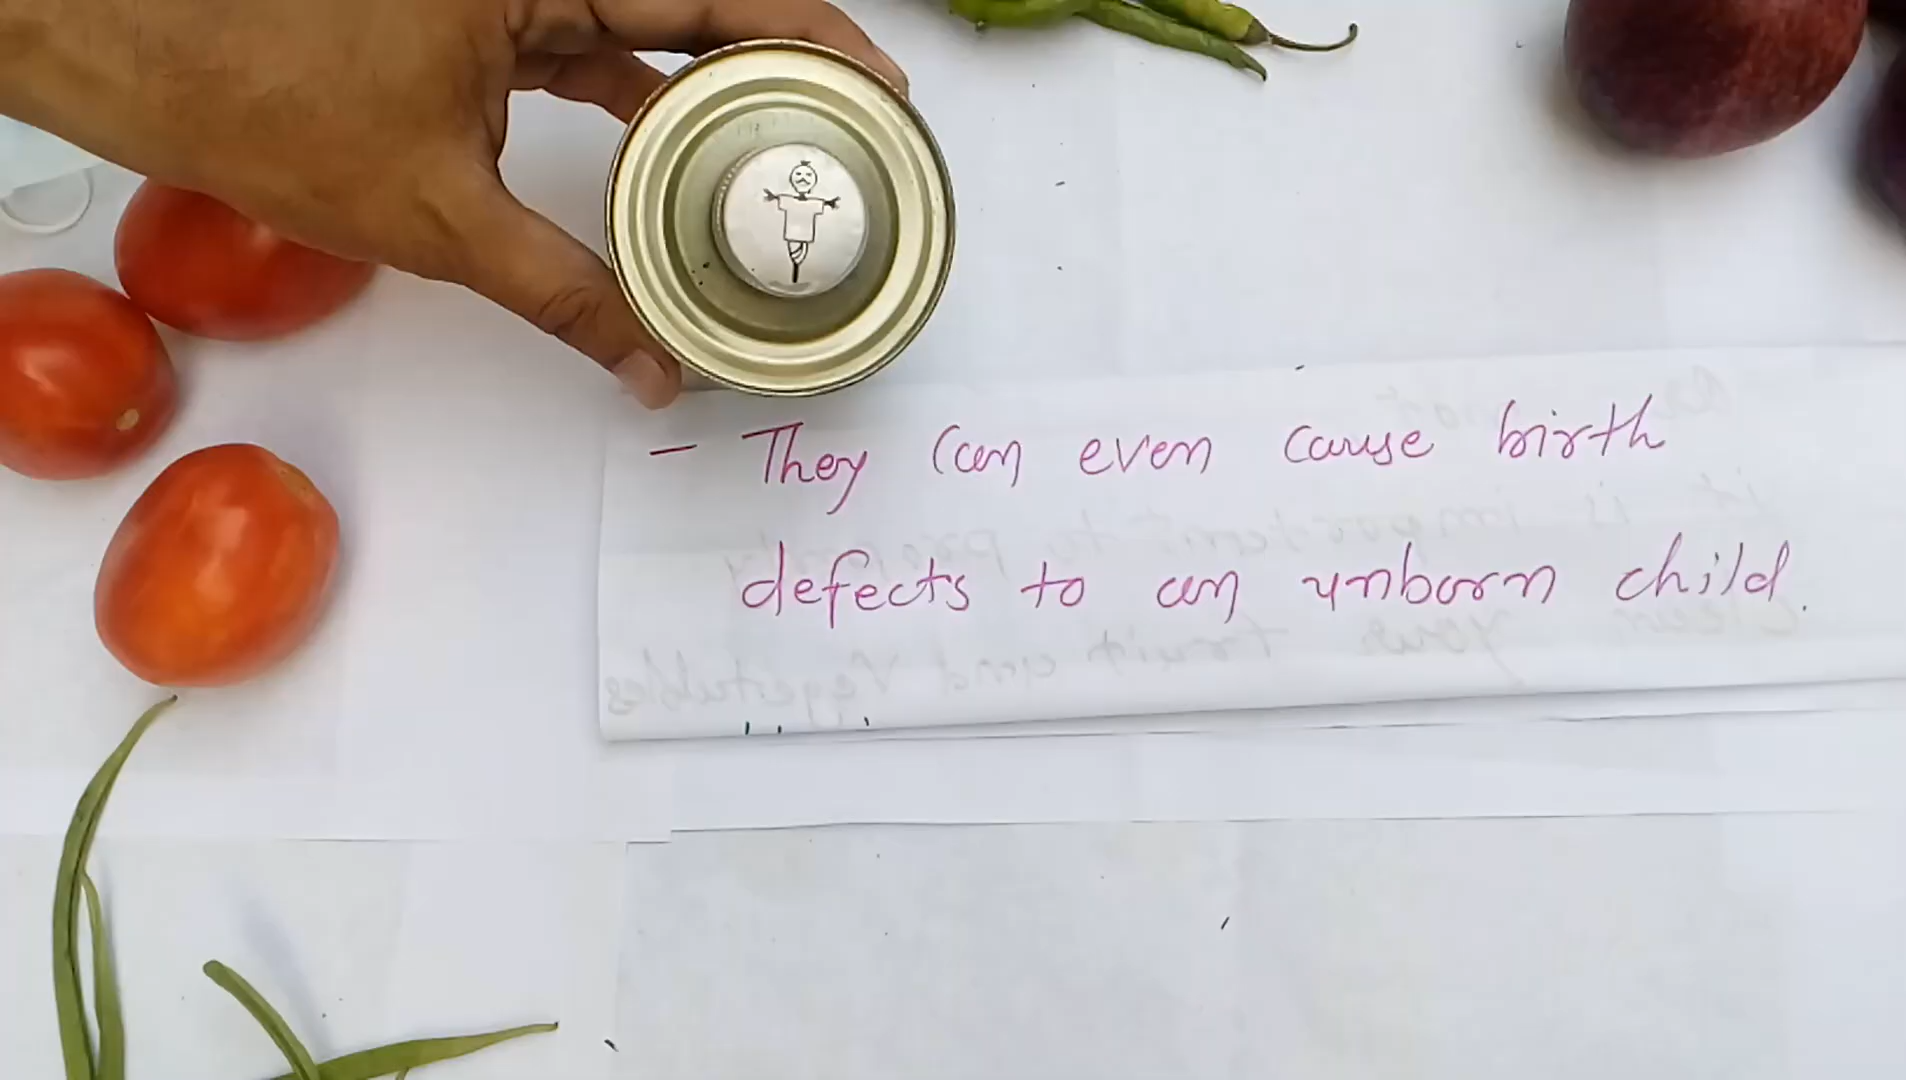 - They can even cause birth
defects to an unborn child.